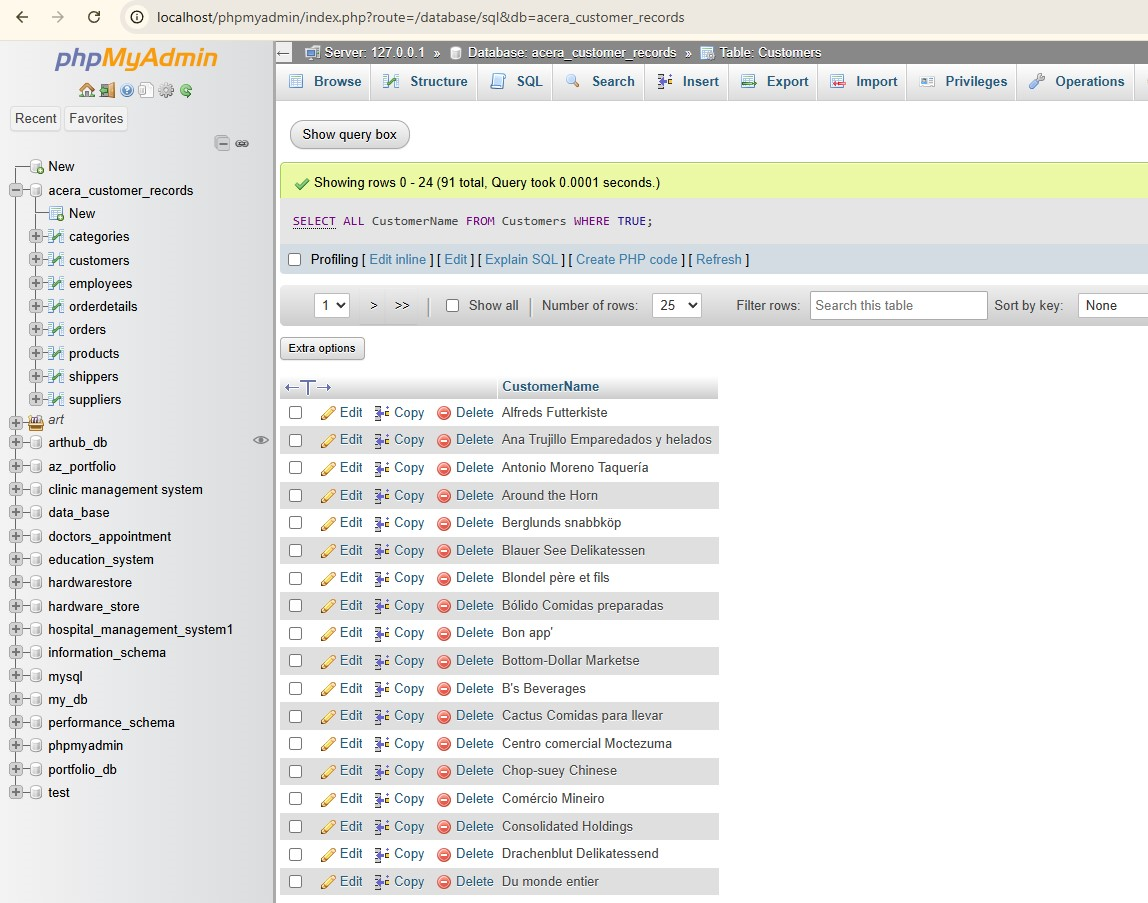 localhost/phpmyadmin/index.php?route=/database/sql&db=acera_customer_records
phpMyAdmin
Recent Favorites
New
acera_customer_records
New
categories
customers
employees
orderdetails
orders
products
shippers
suppliers
art
arthub_db
az_portfolio
clinic management system
data_base
doctors_appointment
education_system
hardwarestore
hardware_store
hospital_management_system1
information_schema
mysql
my_db
performance_schema
phpmyadmin
portfolio_db
test
Server: 127.0.0.1 » Database: acera_customer_records » Table: Customers
Browse Structure SQL Search Insert Export Import Privileges Operations
Show query box
Showing rows 0 - 24 (91 total, Query took 0.0001 seconds.)
SELECT ALL CustomerName FROM Customers WHERE TRUE;
Profiling [ Edit inline ] [ Edit ] [ Explain SQL ] [ Create PHP code ] [ Refresh ]
1 > >> | Show all | Number of rows: 25 Filter rows: Search this table Sort by key: None
Extra options
←T→ CustomerName
Edit Copy Delete Alfreds Futterkiste
Edit Copy Delete Ana Trujillo Emparedados y helados
Edit Copy Delete Antonio Moreno Taquería
Edit Copy Delete Around the Horn
Edit Copy Delete Berglunds snabbköp
Edit Copy Delete Blauer See Delikatessen
Edit Copy Delete Blondel père et fils
Edit Copy Delete Bólido Comidas preparadas
Edit Copy Delete Bon app'
Edit Copy Delete Bottom-Dollar Marketse
Edit Copy Delete B's Beverages
Edit Copy Delete Cactus Comidas para llevar
Edit Copy Delete Centro comercial Moctezuma
Edit Copy Delete Chop-suey Chinese
Edit Copy Delete Comércio Mineiro
Edit Copy Delete Consolidated Holdings
Edit Copy Delete Drachenblut Delikatessend
Edit Copy Delete Du monde entier